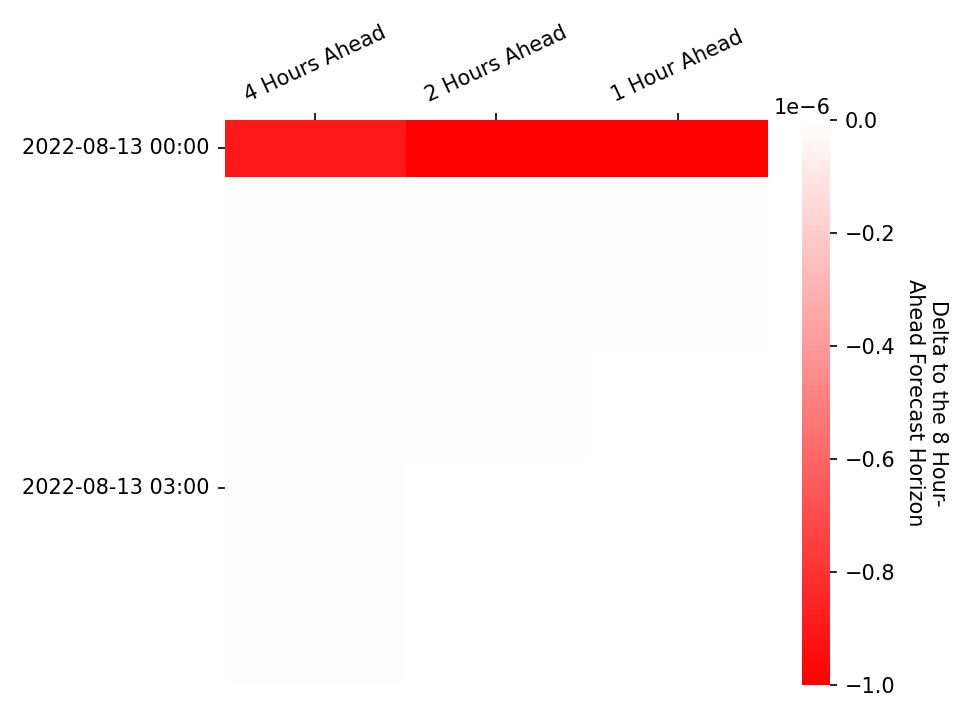 4 Hours Ahead
2 Hours Ahead
1 Hour Ahead
2022-08-13 00:00
2022-08-13 03:00
1e−6
0.0
−0.2
−0.4
−0.6
−0.8
−1.0
Delta to the 8 Hour-
Ahead Forecast Horizon